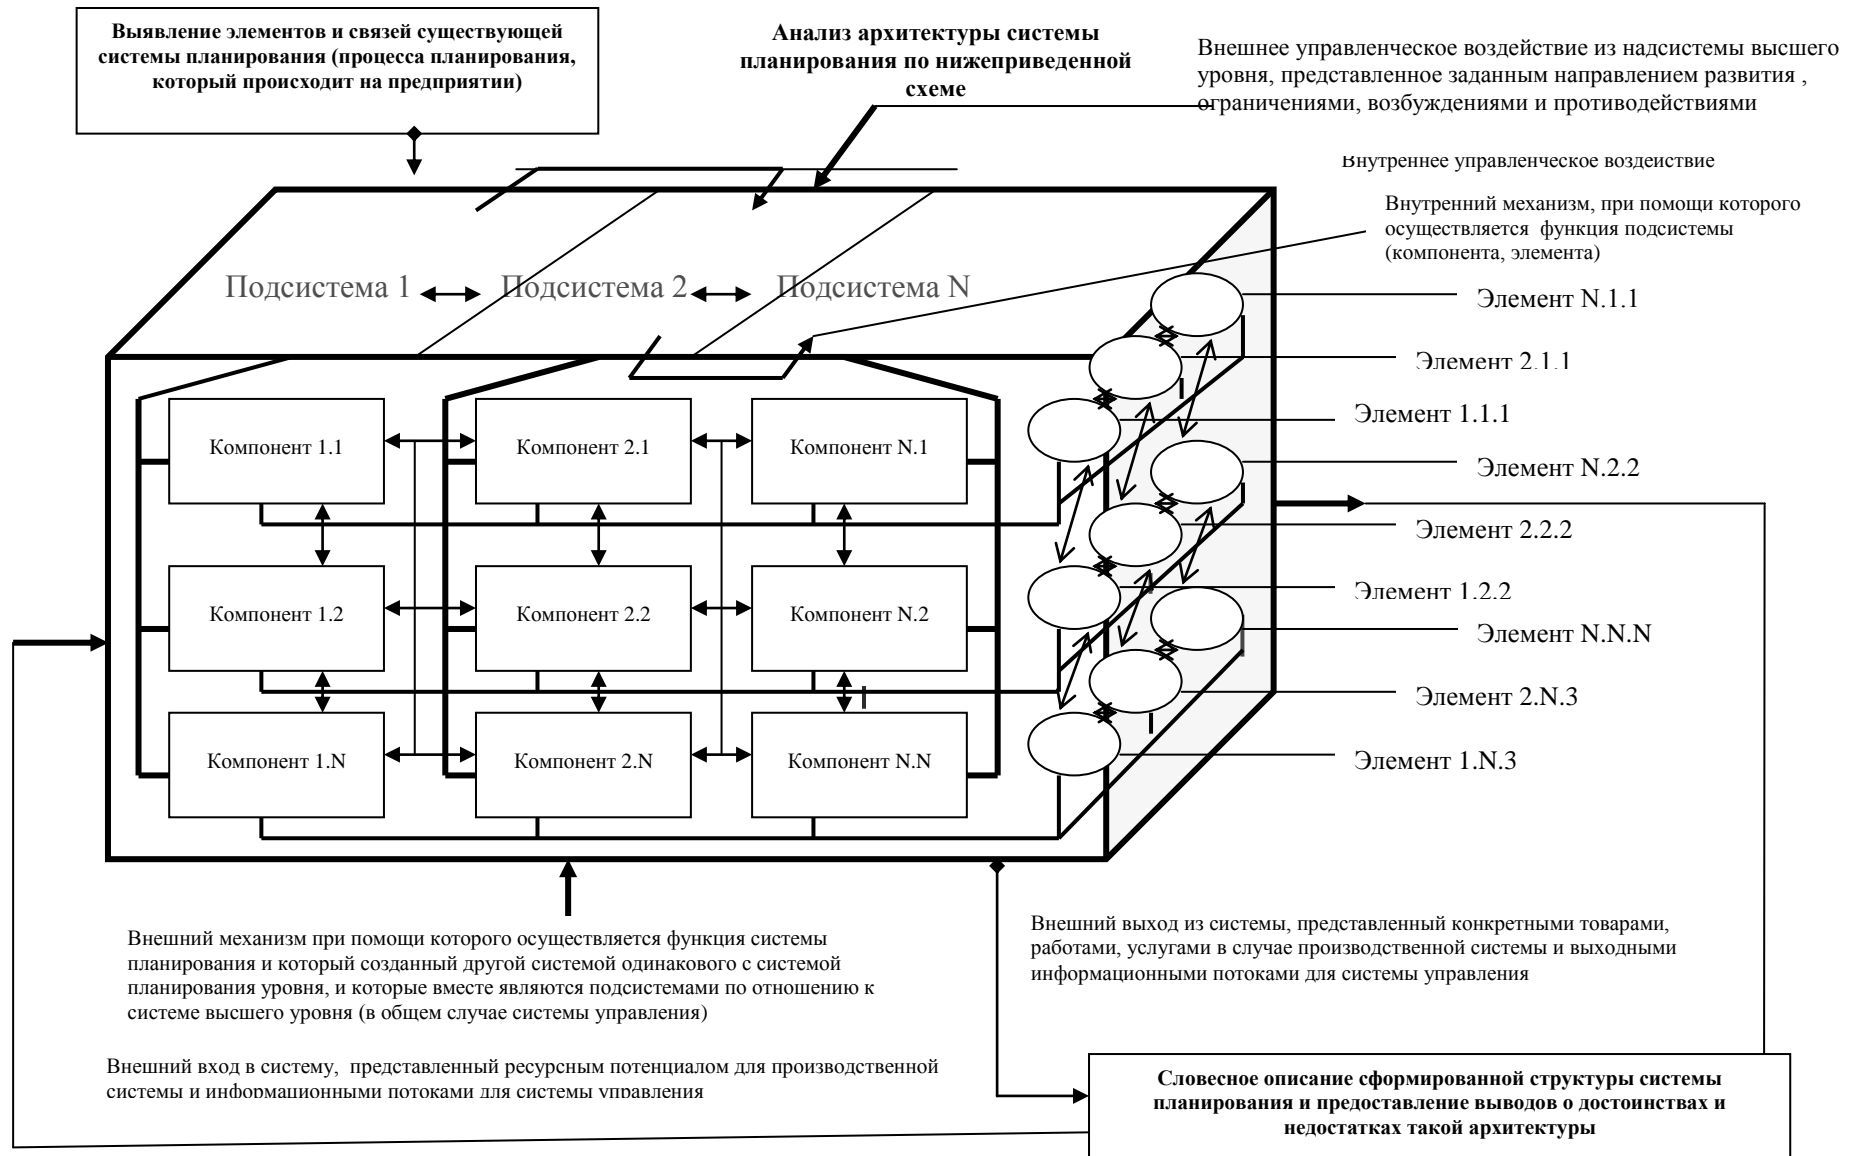 Выявление элементов и связей существующей
системы планирования (процесса планирования,
который происходит на предприятии)
Анализ архитектуры системы
планирования по нижеприведенной
схеме
Внешнее управленческое воздействие из надсистемы высшего
уровня, представленное заданным направлением развития ,
ограничениями, возбуждениями и противодействиями
Внутреннее управленческое воздействие
Внутренний механизм, при помощи которого
осуществляется функция подсистемы
(компонента, элемента)
Подсистема 1
Подсистема 2
Подсистема N
Элемент N.1.1
Элемент 2.1.1
Элемент 1.1.1
Элемент N.2.2
Элемент 2.2.2
Элемент 1.2.2
Элемент N.N.N
Элемент 2.N.3
Элемент 1.N.3
Компонент 1.1
Компонент 2.1
Компонент N.1
Компонент 1.2
Компонент 2.2
Компонент N.2
Компонент 1.N
Компонент 2.N
Компонент N.N
Внешний механизм при помощи которого осуществляется функция системы
планирования и который созданный другой системой одинакового с системой
планирования уровня, и которые вместе являются подсистемами по отношению к
системе высшего уровня (в общем случае системы управления)
Внешний выход из системы, представленный конкретными товарами,
работами, услугами в случае производственной системы и выходными
информационными потоками для системы управления
Внешний вход в систему, представленный ресурсным потенциалом для производственной
системы и информационными потоками для системы управления
Словесное описание сформированной структуры системы
планирования и предоставление выводов о достоинствах и
недостатках такой архитектуры